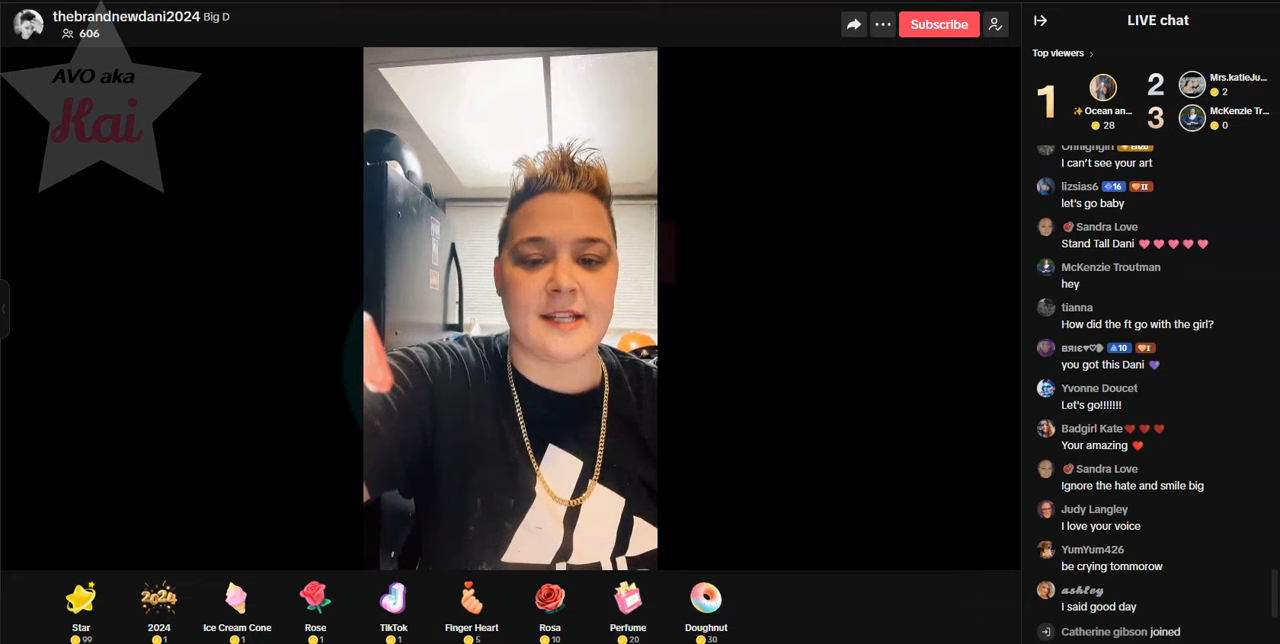 thebrandnewdani2024 Big D
606
Subscribe
AVO aka
Kai
LIVE chat
Top viewers
1
Ocean an...
28
2
Mrs.katieJu...
2
3
McKenzie Tr...
0
I can't see your art
lizsias6 16 II
let's go baby
Sandra Love
Stand Tall Dani
McKenzie Troutman
hey
tianna
How did the ft go with the girl?
10 I
you got this Dani
Yvonne Doucet
Let's go!!!!!!!
Badgirl Kate
Your amazing
Sandra Love
Ignore the hate and smile big
Judy Langley
I love your voice
YumYum426
be crying tommorow
ashley
I said good day
Catherine gibson joined
2024
Star
99
2024
1
Ice Cream Cone
1
Rose
1
TikTok
1
Finger Heart
5
Rosa
10
Perfume
20
Doughnut
30